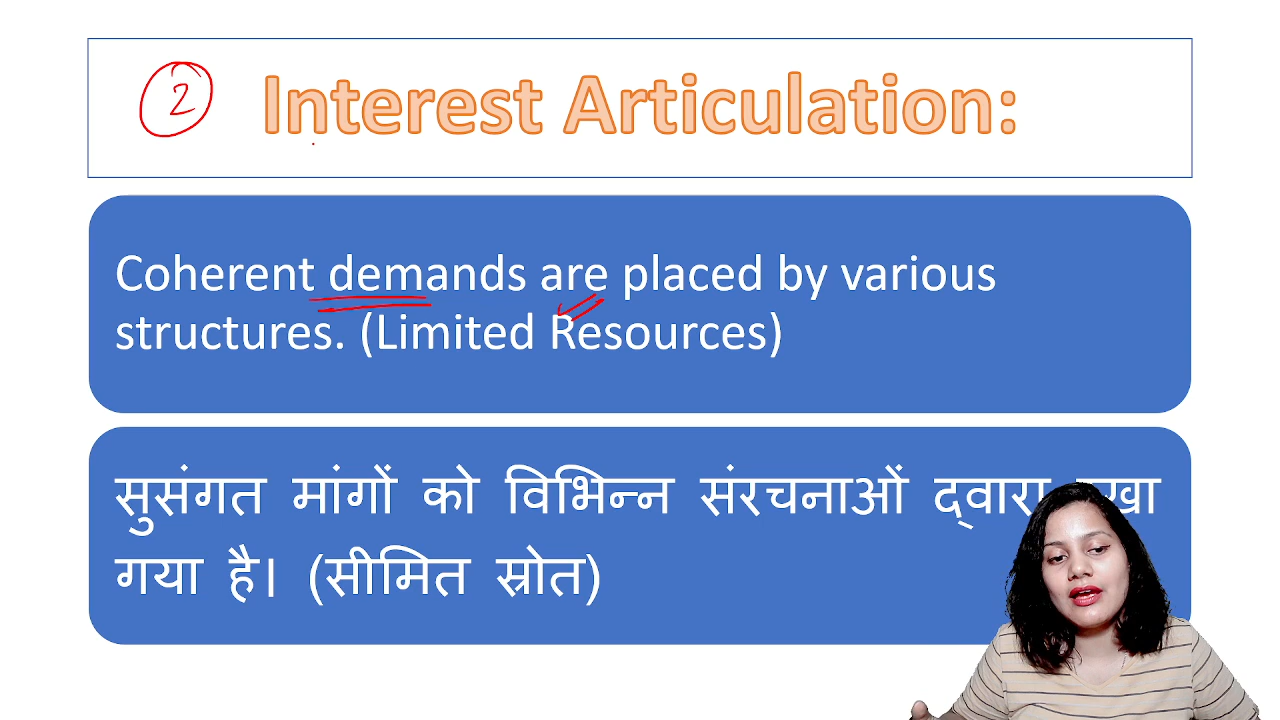 2 Interest Articulation:
Coherent demands are placed by various
structures. (Limited Resources)
सुसंगत मांगों को विभिन्न संरचनाओं द्वारा
गया है। (सीमित स्रोत)